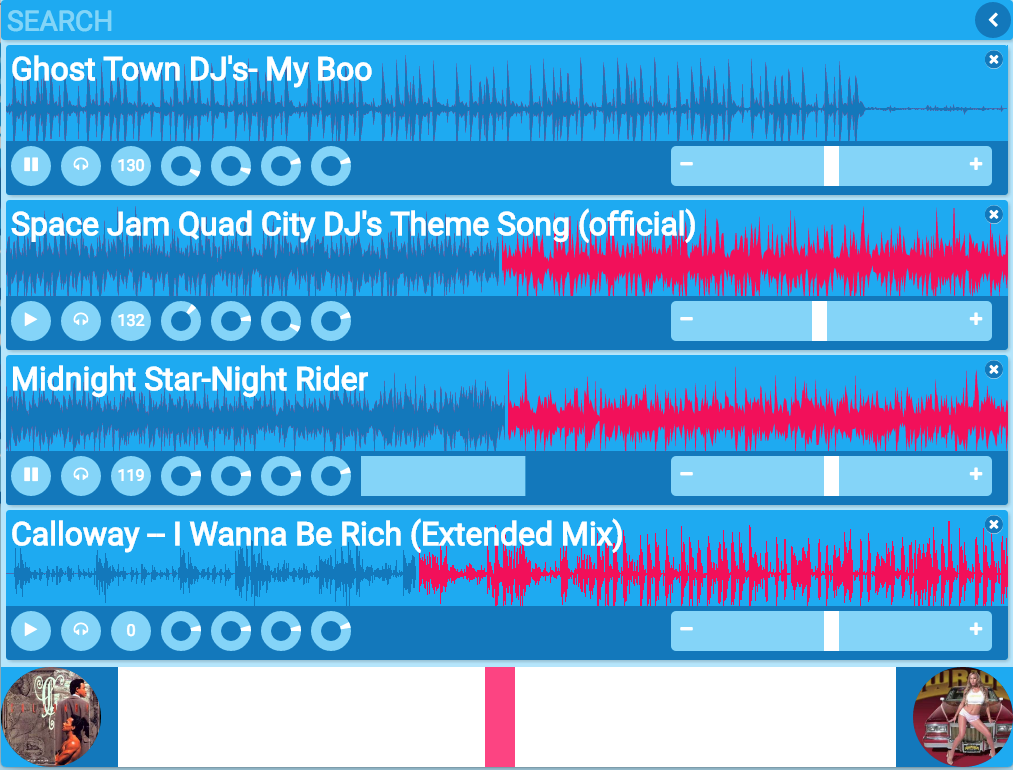 SEARCH
Ghost Town DJ's- My Boo
130
Space Jam Quad City DJ's Theme Song (official)
132
Midnight Star-Night Rider
119
Calloway – I Wanna Be Rich (Extended Mix)
0